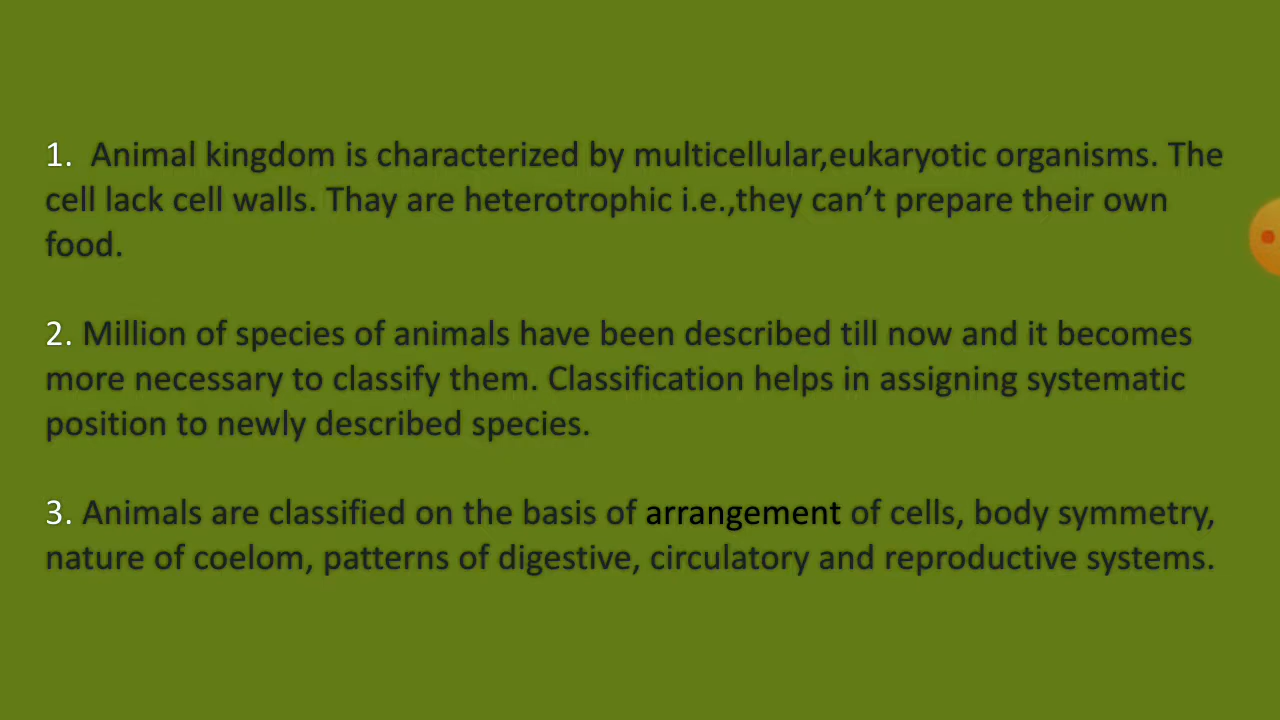 1. Animal kingdom is characterized by multicellular,eukaryotic organisms. The
cell lack cell walls. Thay are heterotrophic i.e.,they can’t prepare their own
food.
2. Million of species of animals have been described till now and it becomes
more necessary to classify them. Classification helps in assigning systematic
position to newly described species.
3. Animals are classified on the basis of arrangement of cells, body symmetry,
nature of coelom, patterns of digestive, circulatory and reproductive systems.